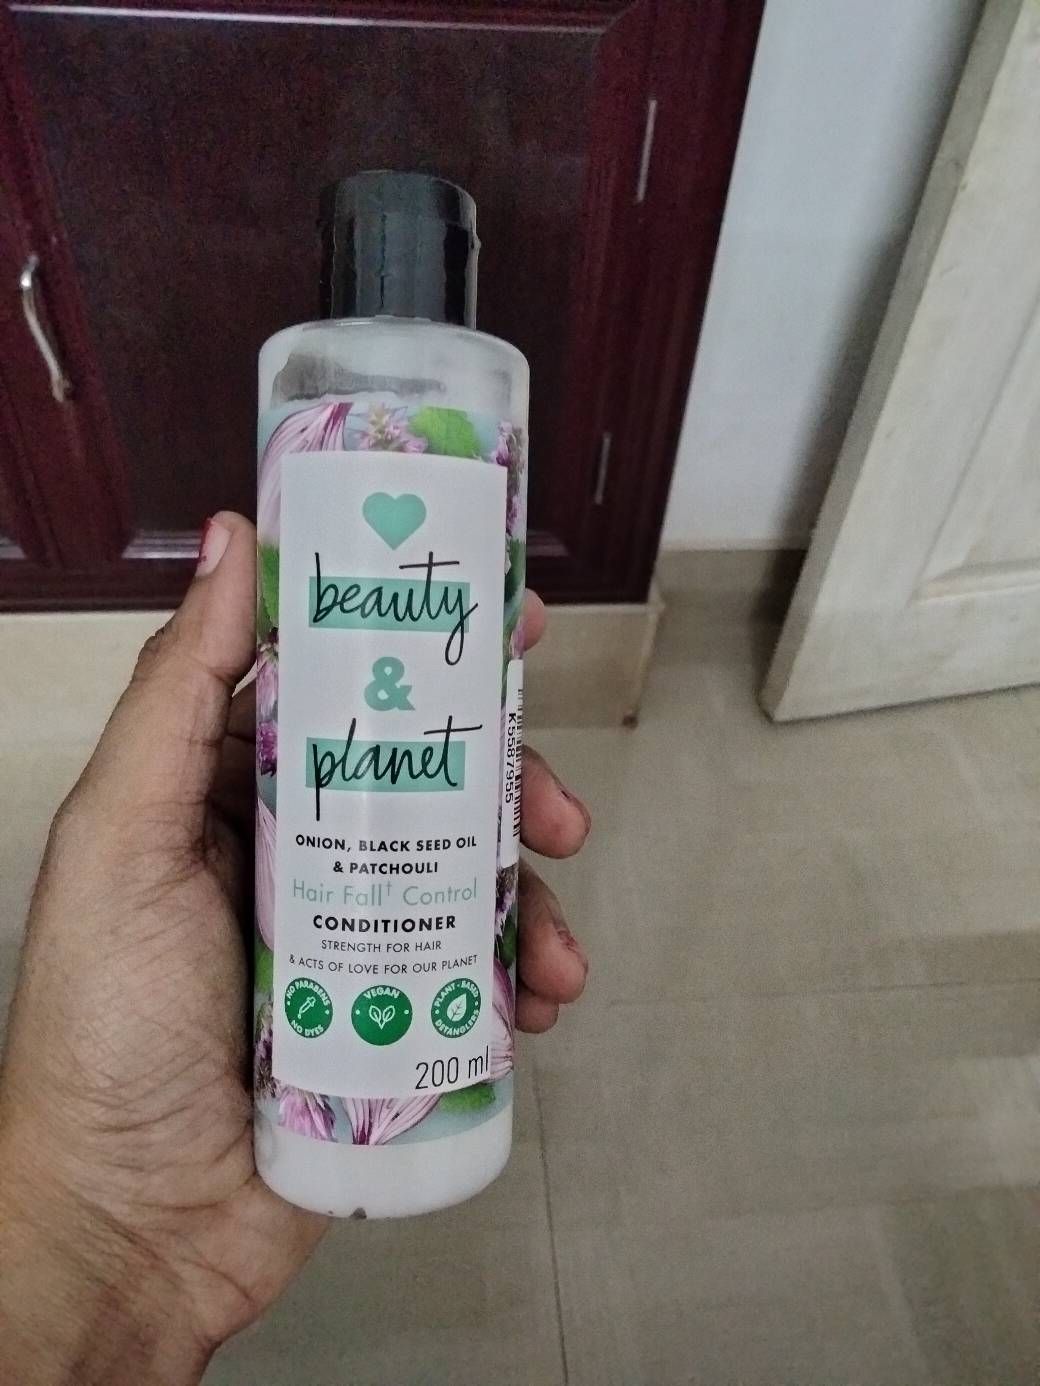 beauty
&
planet
ONION, BLACK SEED OIL
& PATCHOULI
Hair Fall† Control
CONDITIONER
STRENGTH FOR HAIR
& ACTS OF LOVE FOR OUR PLANET
NO PARABENS
NO DYES
VEGAN
PLANT-BASED
DETANGLERS
200 ml
K5587955